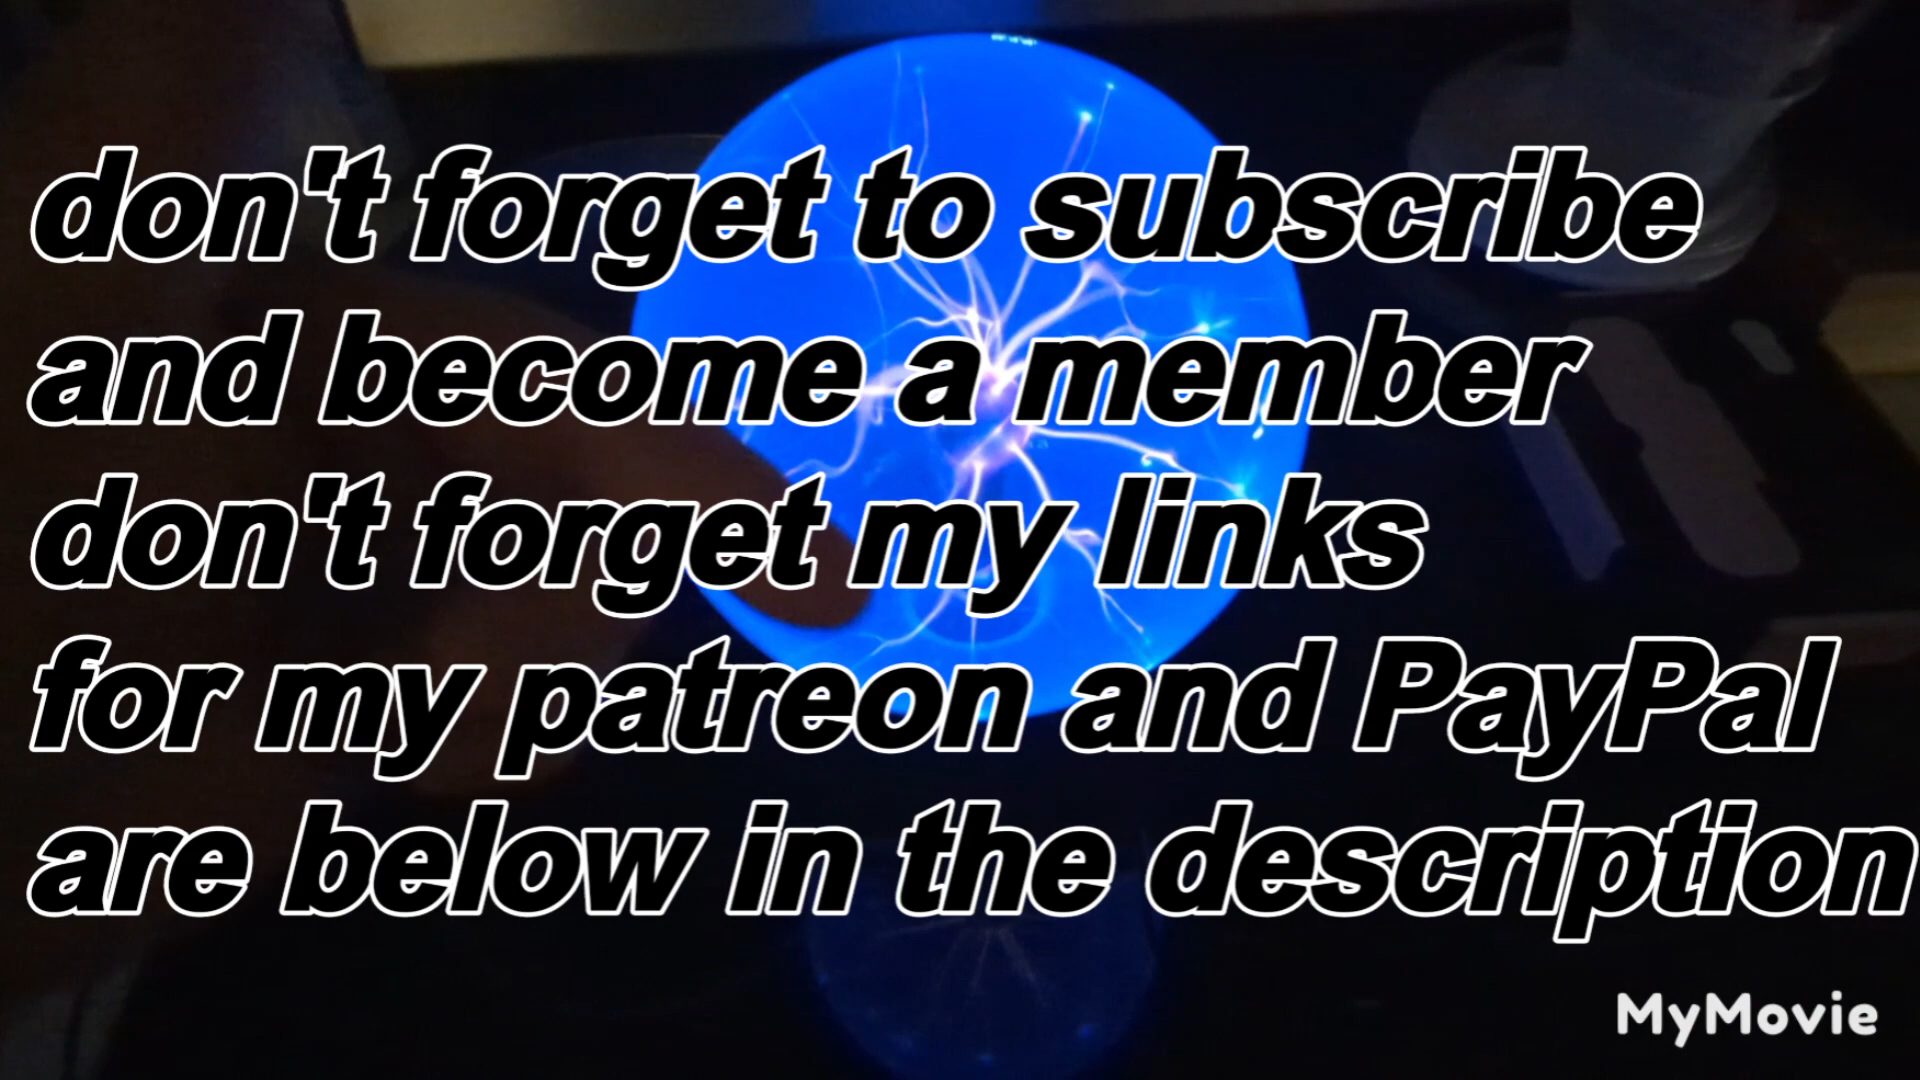 don't forget to subscribe
and become a member
don't forget my links
for my patreon and PayPal
are below in the description
MyMovie